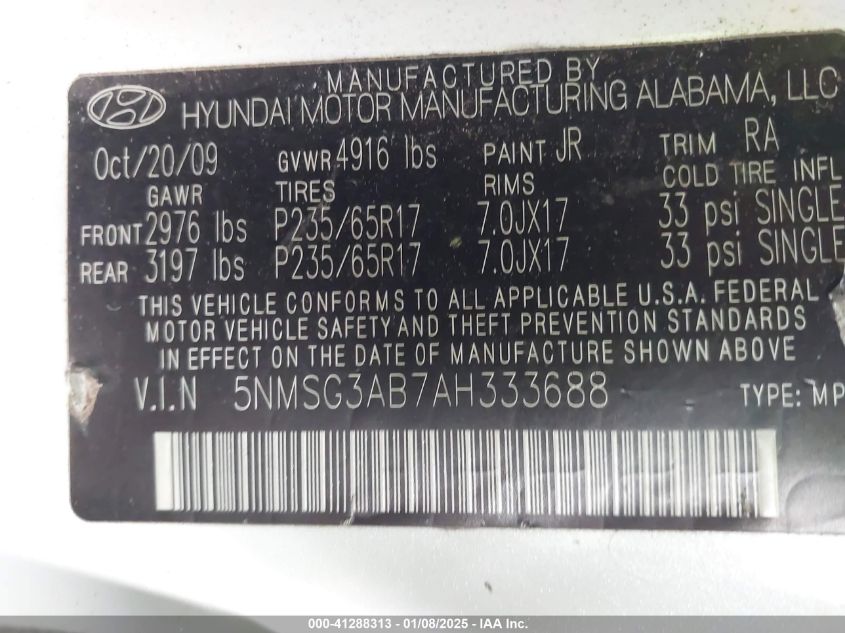 MANUFACTURED BY
HYUNDAI MOTOR MANUFACTURING ALABAMA, LLC
Oct/20/09 GVWR 4916 lbs PAINT JR TRIM RA
GAWR TIRES RIMS COLD TIRE INFL
FRONT 2976 lbs P235/65R17 7.0JX17 33 psi SINGLE
REAR 3197 lbs P235/65R17 7.0JX17 33 psi SINGLE
THIS VEHICLE CONFORMS TO ALL APPLICABLE U.S.A. FEDERAL
MOTOR VEHICLE SAFETY AND THEFT PREVENTION STANDARDS
IN EFFECT ON THE DATE OF MANUFACTURE SHOWN ABOVE
V.I.N 5NMSG3AB7AH333688 TYPE: MP
000-41288313 - 01/08/2025 - IAA Inc.